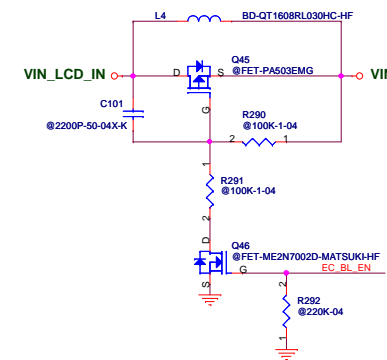 L4 BD-QT1608RL030HC-HF
Q45
@FET-PA503EMG
VIN_LCD_IN D S VIN
G
C101
@2200P-50-04X-K
R290
2 @100K-1-04 1
1
R291
@100K-1-04
2
D Q46
@FET-ME2N7002D-MATSUKI-HF
G EC_BL_EN
S
2
R292
@220K-04
1